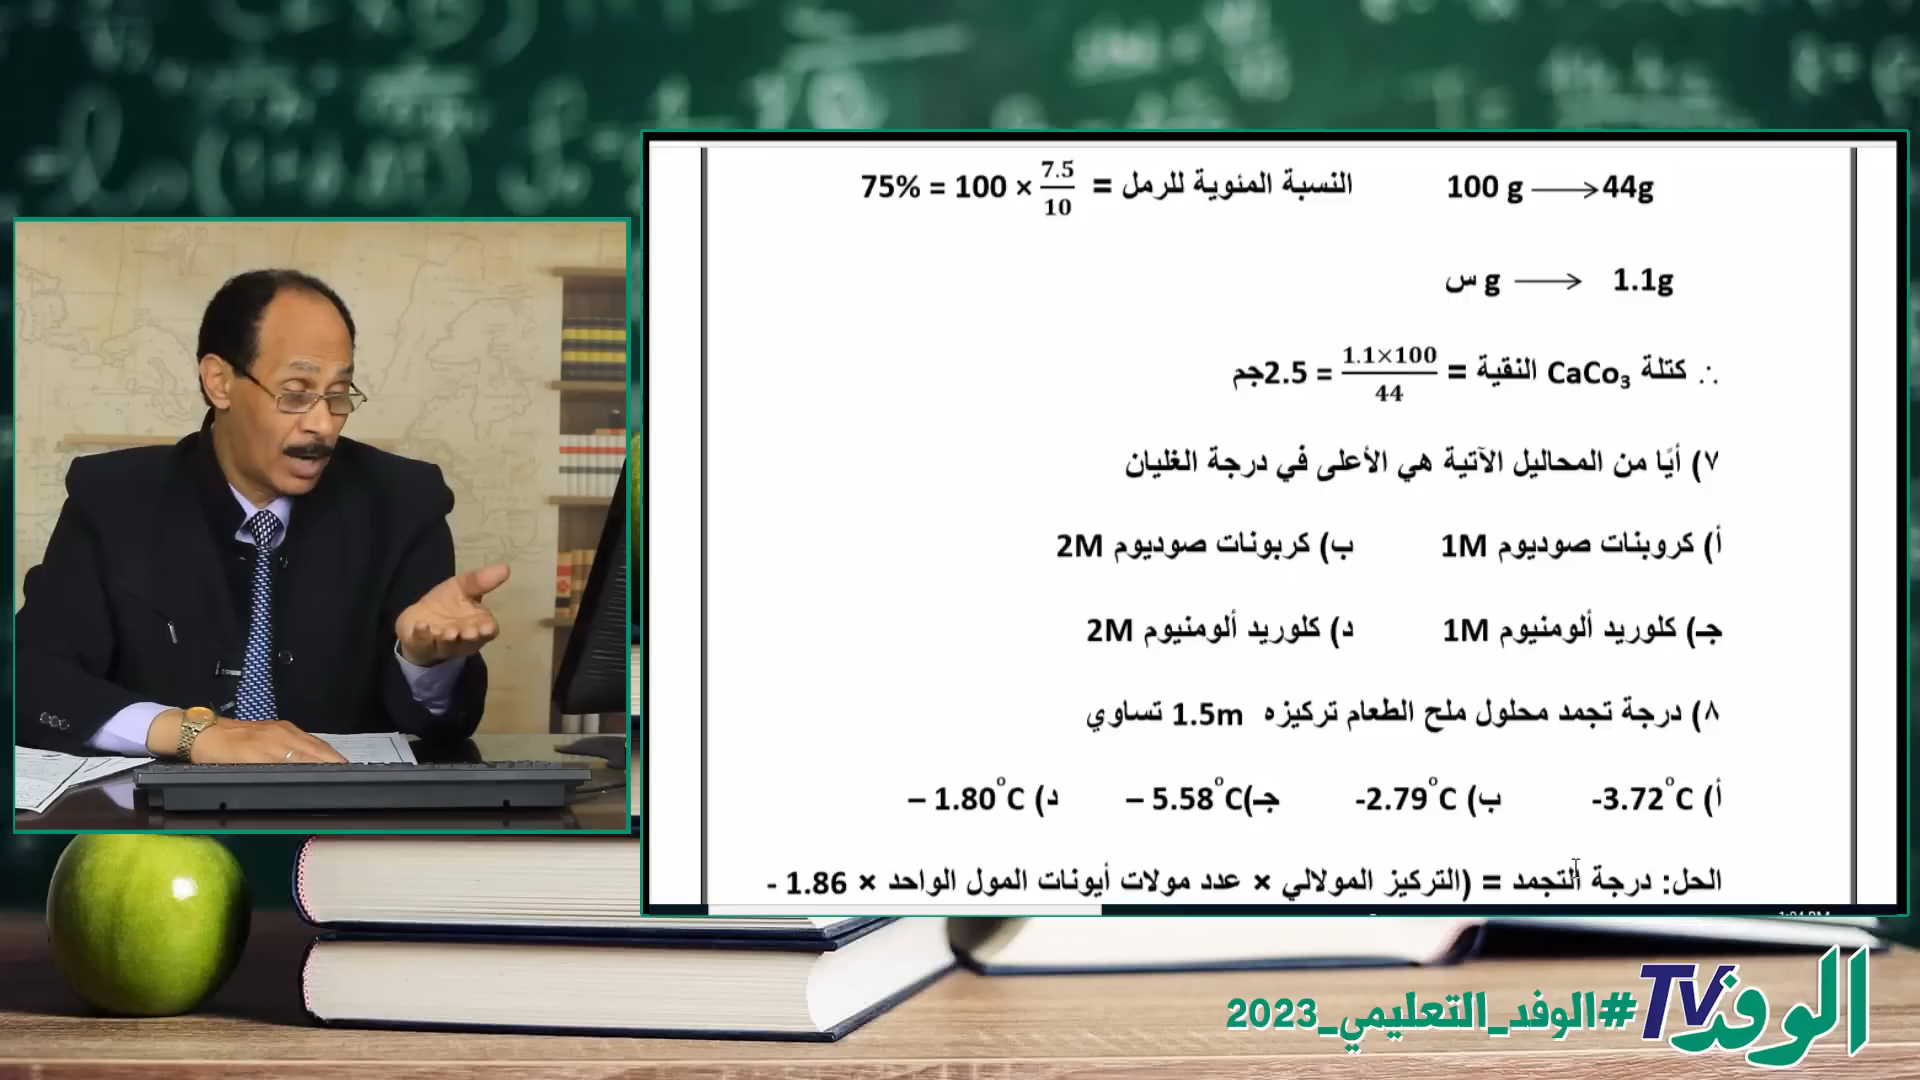 100 g ⟶ 44g النسبة المئوية للرمل = 7.5/10 × 100 = 75%
س g ⟶ 1.1g
∴ كتلة CaCo₃ النقية = 1.1×100/44 = 2.5جم
٧) أيًا من المحاليل الآتية هي الأعلى في درجة الغليان
أ) كروبنات صوديوم 1M ب) كربونات صوديوم 2M
جـ) كلوريد ألومنيوم 1M د) كلوريد ألومنيوم 2M
٨) درجة تجمد محلول ملح الطعام تركيزه 1.5m تساوي
أ) -3.72°C ب) -2.79°C جـ) – 5.58°C د) – 1.80°C
الحل: درجة التجمد = (التركيز المولالي × عدد مولات أيونات المول الواحد × 1.86 -
#الوفد_التعليمي_2023
الوفد TV